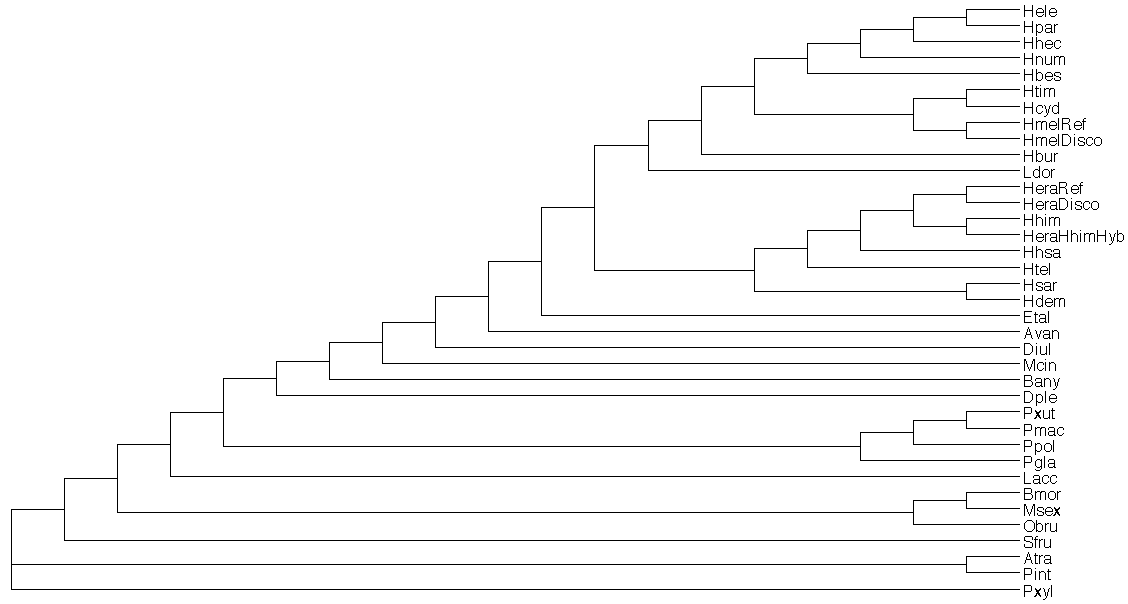 Hele
Hpar
Hhec
Hnum
Hbes
Htim
Hcyd
HmelRef
HmelDisco
Hbur
Ldor
HeraRef
HeraDisco
Hhim
HeraHhimHyb
Hhsa
Htel
Hsar
Hdem
Etal
Avan
Diul
Mcin
Bany
Dple
Pxut
Pmac
Ppol
Pgla
Lacc
Bmor
Msex
Obru
Sfru
Atra
Pint
Pxyl